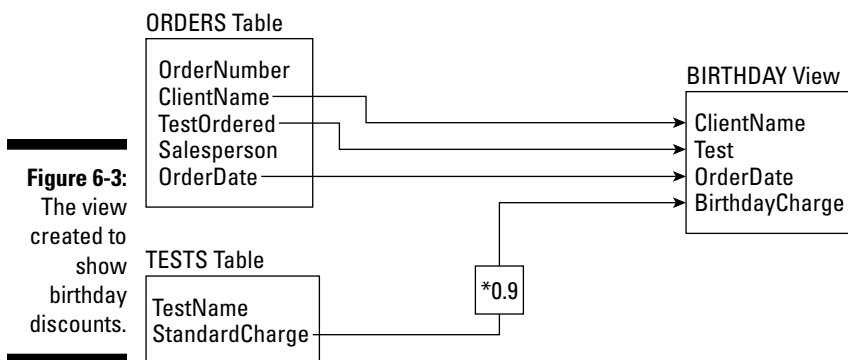 ORDERS Table
OrderNumber
ClientName
TestOrdered
Salesperson
OrderDate
BIRTHDAY View
ClientName
Test
OrderDate
BirthdayCharge
Figure 6-3:
The view
created to
show
birthday
discounts.
TESTS Table
TestName
StandardCharge
*0.9